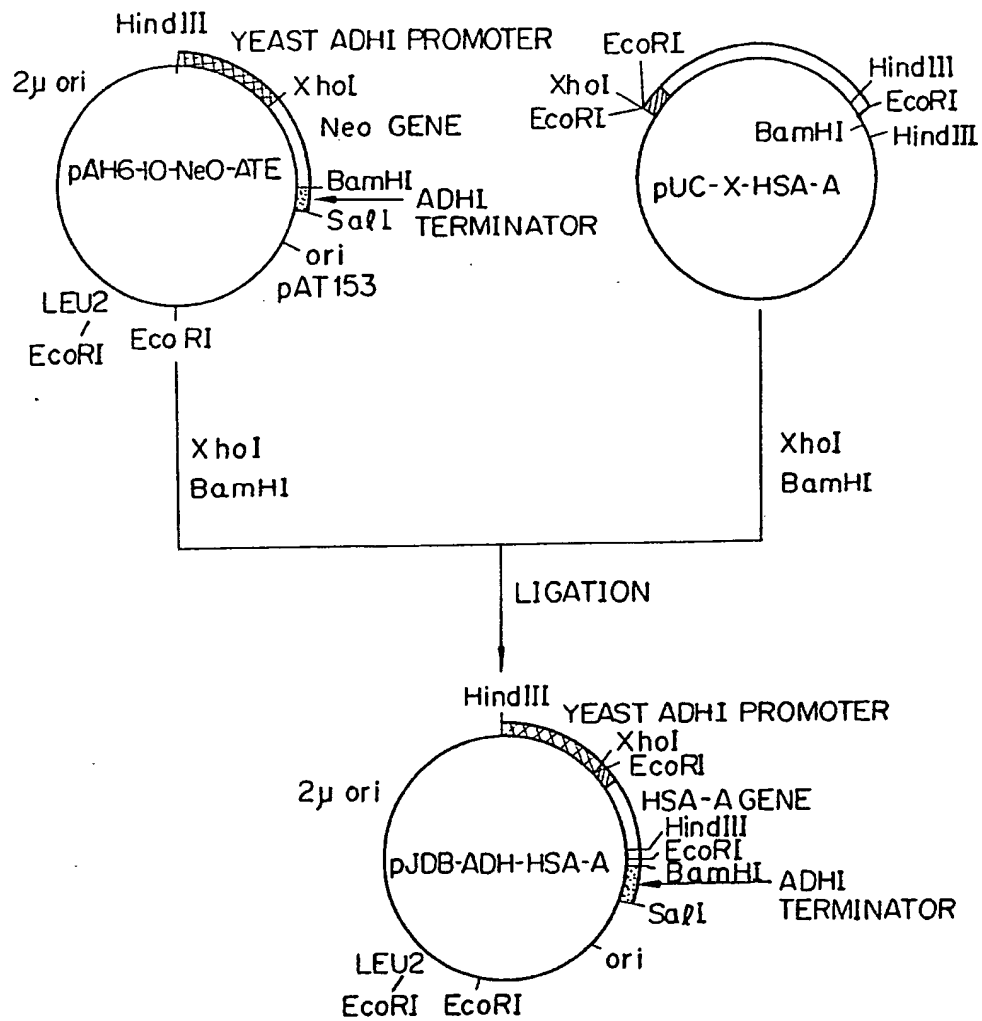 HindIII
YEAST ADHI PROMOTER
2μ ori
XhoI
Neo GENE
pAH6-10-NeO-ATE
BamHI
ADHI
TERMINATOR
SalI
ori
pAT153
LEU2
EcoRI
EcoRI
EcoRI
XhoI
EcoRI
HindIII
EcoRI
BamHI
HindIII
pUC-X-HSA-A
XhoI
BamHI
XhoI
BamHI
LIGATION
HindIII
YEAST ADHI PROMOTER
XhoI
EcoRI
2μ ori
HSA-A GENE
HindIII
EcoRI
BamHI
pJDB-ADH-HSA-A
ADHI
TERMINATOR
SalI
ori
LEU2
EcoRI
EcoRI